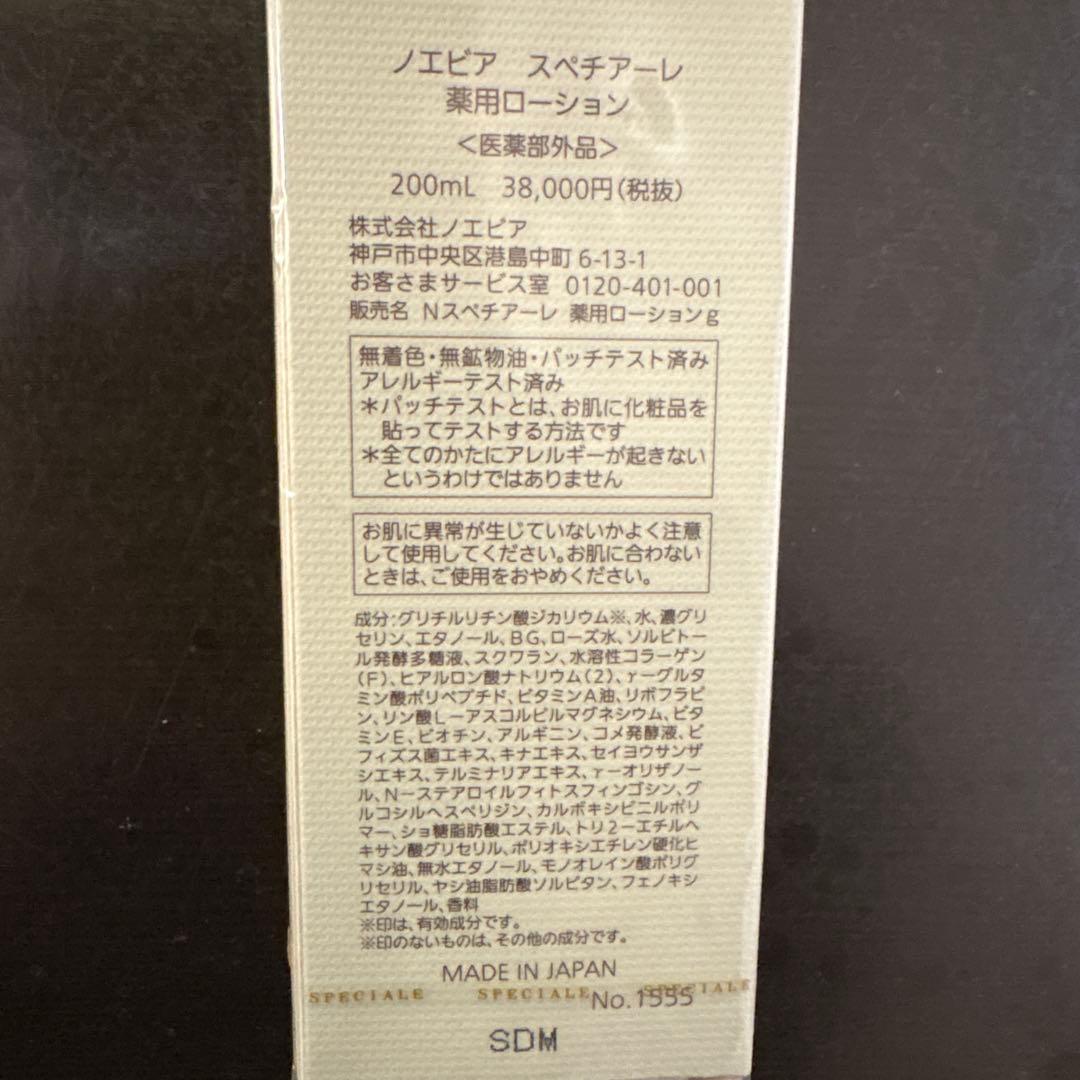 ノエビア　スペチアーレ
薬用ローション
＜医薬部外品＞
200mL　38,000円（税抜）
株式会社ノエビア
神戸市中央区港島中町 6-13-1
お客さまサービス室　0120-401-001
販売名　Nスペチアーレ　薬用ローションg
無着色・無鉱物油・パッチテスト済み
アレルギーテスト済み
＊パッチテストとは、お肌に化粧品を
貼ってテストする方法です
＊全てのかたにアレルギーが起きない
というわけではありません
お肌に異常が生じていないかよく注意
して使用してください。お肌に合わない
ときは、ご使用をおやめください。
成分：グリチルリチン酸ジカリウム※、水、濃グリ
セリン、エタノール、BG、ローズ水、ソルビトー
ル発酵多糖液、スクワラン、水溶性コラーゲン
（F）、ヒアルロン酸ナトリウム（2）、γーグルタ
ミン酸ポリペプチド、ビタミンA油、リボフラビ
ン、リン酸Lーアスコルビルマグネシウム、ビタ
ミンE、ビオチン、アルギニン、コメ発酵液、ビ
フィズス菌エキス、キナエキス、セイヨウサンザ
シエキス、テルミナリアエキス、γーオリザノー
ル、Nーステアロイルフィトスフィンゴシン、グ
ルコシルヘスペリジン、カルボキシビニルポリ
マー、ショ糖脂肪酸エステル、トリ2ーエチルヘ
キサン酸グリセリル、ポリオキシエチレン硬化ヒ
マシ油、無水エタノール、モノオレイン酸ポリグ
リセリル、ヤシ油脂肪酸ソルビタン、フェノキシ
エタノール、香料
※印は、有効成分です。
※印のないものは、その他の成分です。
MADE IN JAPAN
SPECIALE SPECIALE SPECIALE
No.1555
SDM